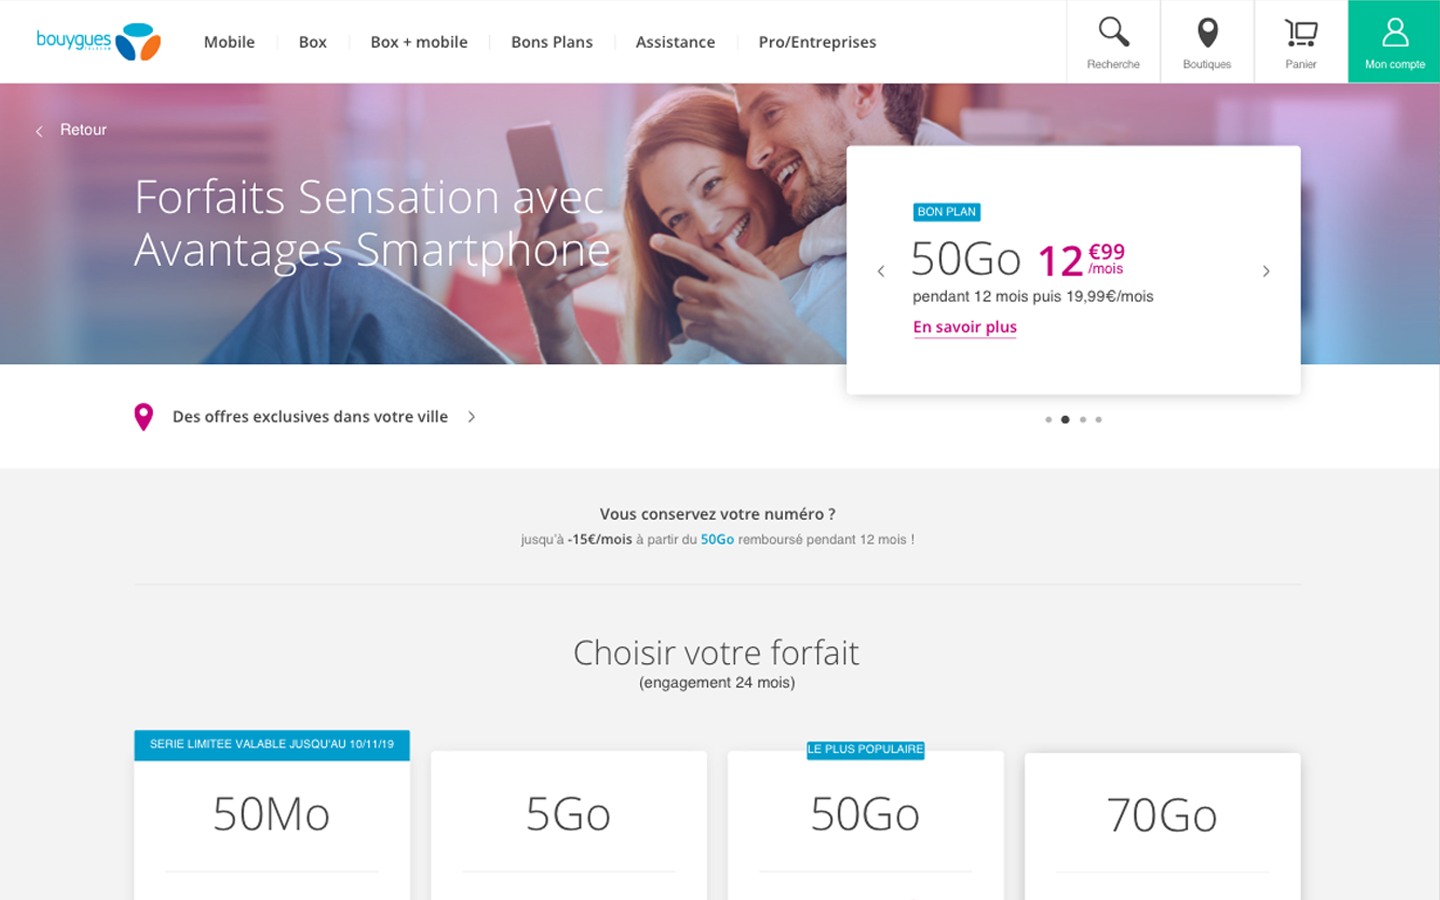 bouygues
TELECOM
Mobile
Box
Box + mobile
Bons Plans
Assistance
Pro/Entreprises
Recherche
Boutiques
Panier
Mon compte
Retour
Forfaits Sensation avec
Avantages Smartphone
BON PLAN
50Go 12 €99 /mois
pendant 12 mois puis 19,99€/mois
En savoir plus
Des offres exclusives dans votre ville
Vous conservez votre numéro ?
jusqu'à -15€/mois à partir du 50Go remboursé pendant 12 mois !
Choisir votre forfait
(engagement 24 mois)
SERIE LIMITEE VALABLE JUSQU'AU 10/11/19
50Mo
5Go
LE PLUS POPULAIRE
50Go
70Go